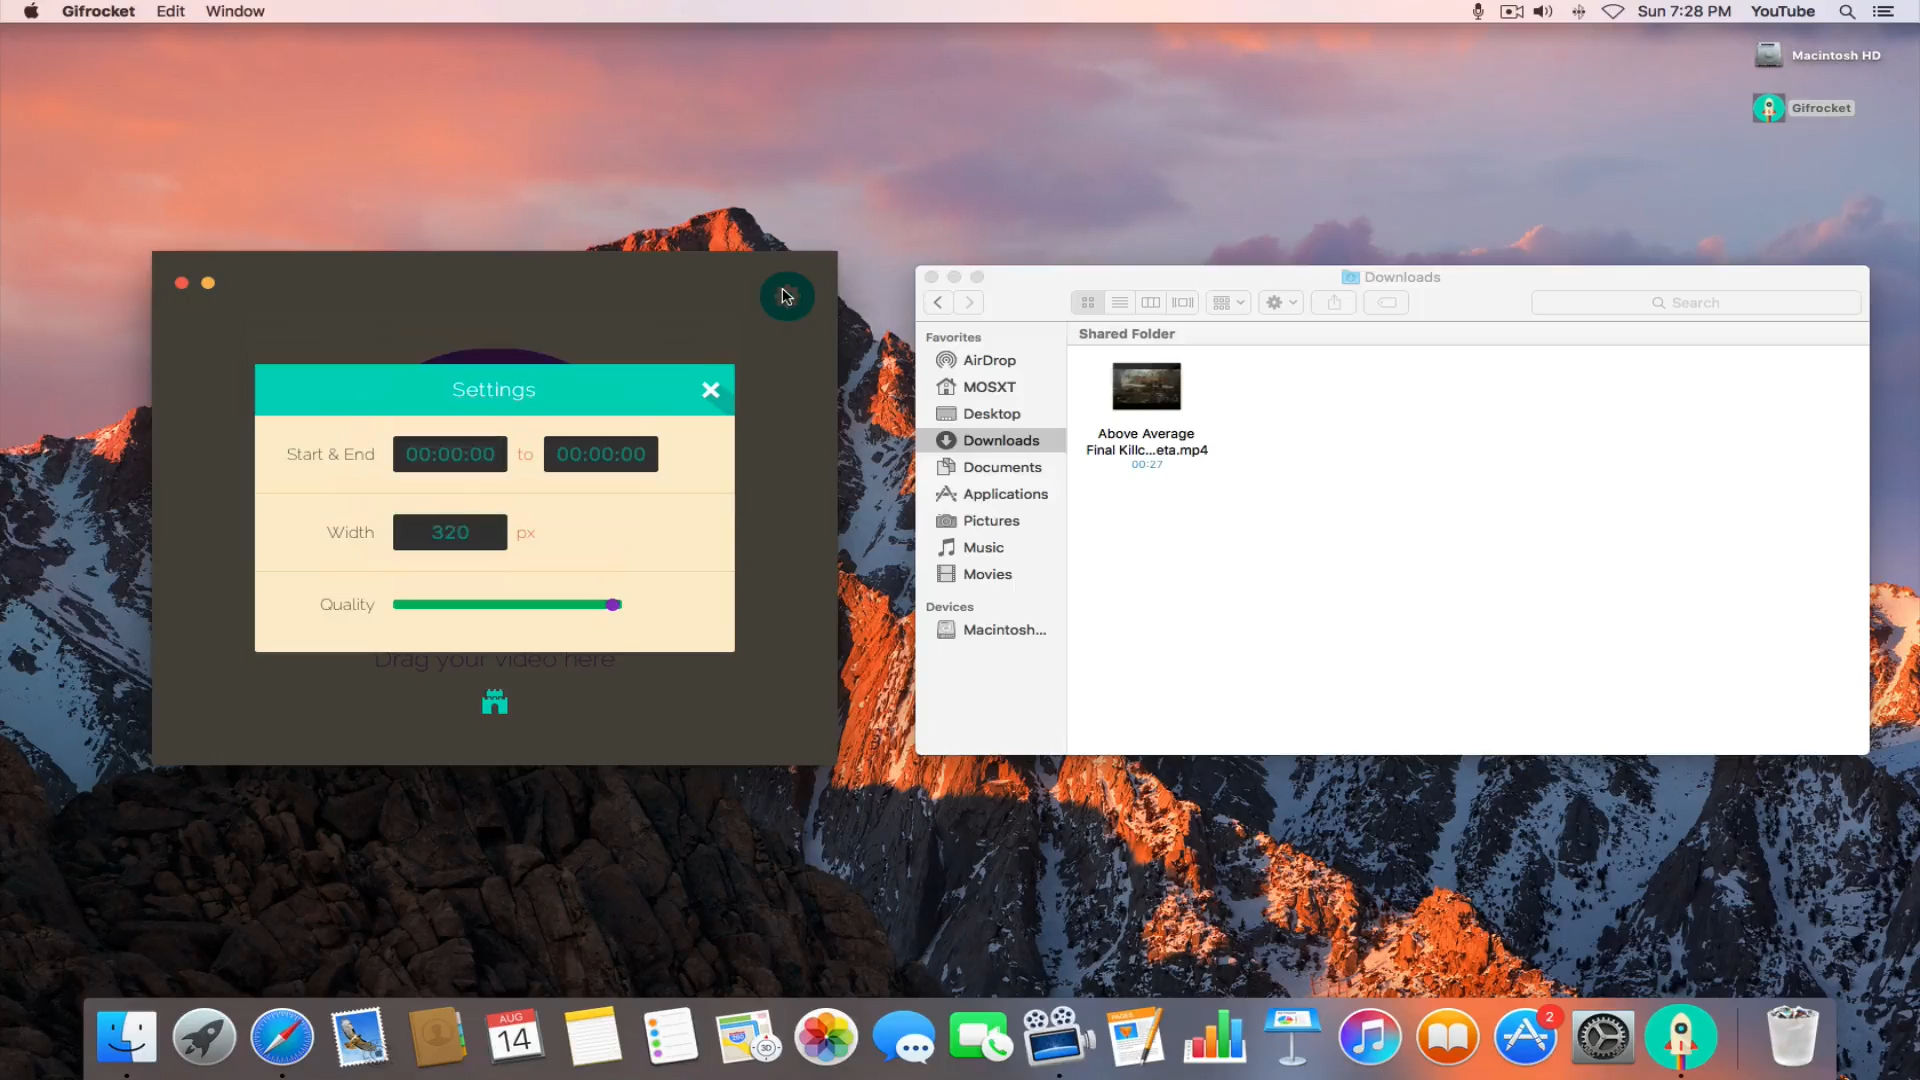 Gifrocket Edit Window
Sun 7:28 PM YouTube
Macintosh HD
Gifrocket
Settings
Start & End 00:00:00 to 00:00:00
Width 320 px
Quality
Drag your video here
Downloads
Search
Favorites
AirDrop
MOSXT
Desktop
Downloads
Documents
Applications
Pictures
Music
Movies
Devices
Macintosh...
Shared Folder
Above Average
Final Killc...eta.mp4
00:27
AUG
14
3D
PAGES
2